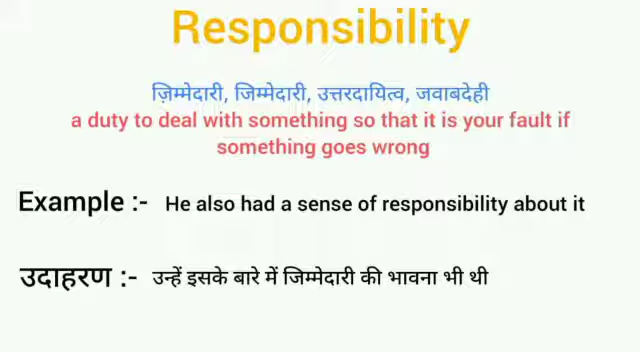 Responsibility
ज़िम्मेदारी, जिम्मेदारी, उत्तरदायित्व, जवाबदेही
a duty to deal with something so that it is your fault if
something goes wrong
Example :- He also had a sense of responsibility about it
उदाहरण :- उन्हें इसके बारे में जिम्मेदारी की भावना भी थी